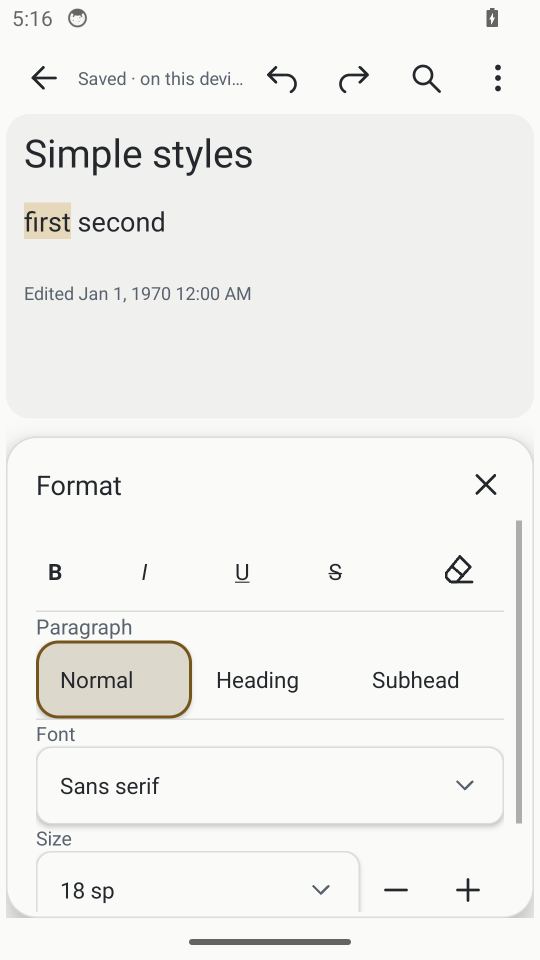 5:16
Saved · on this devi…
Simple styles
first second
Edited Jan 1, 1970 12:00 AM
Format
B I U S
Paragraph
Normal Heading Subhead
Font
Sans serif
Size
18 sp